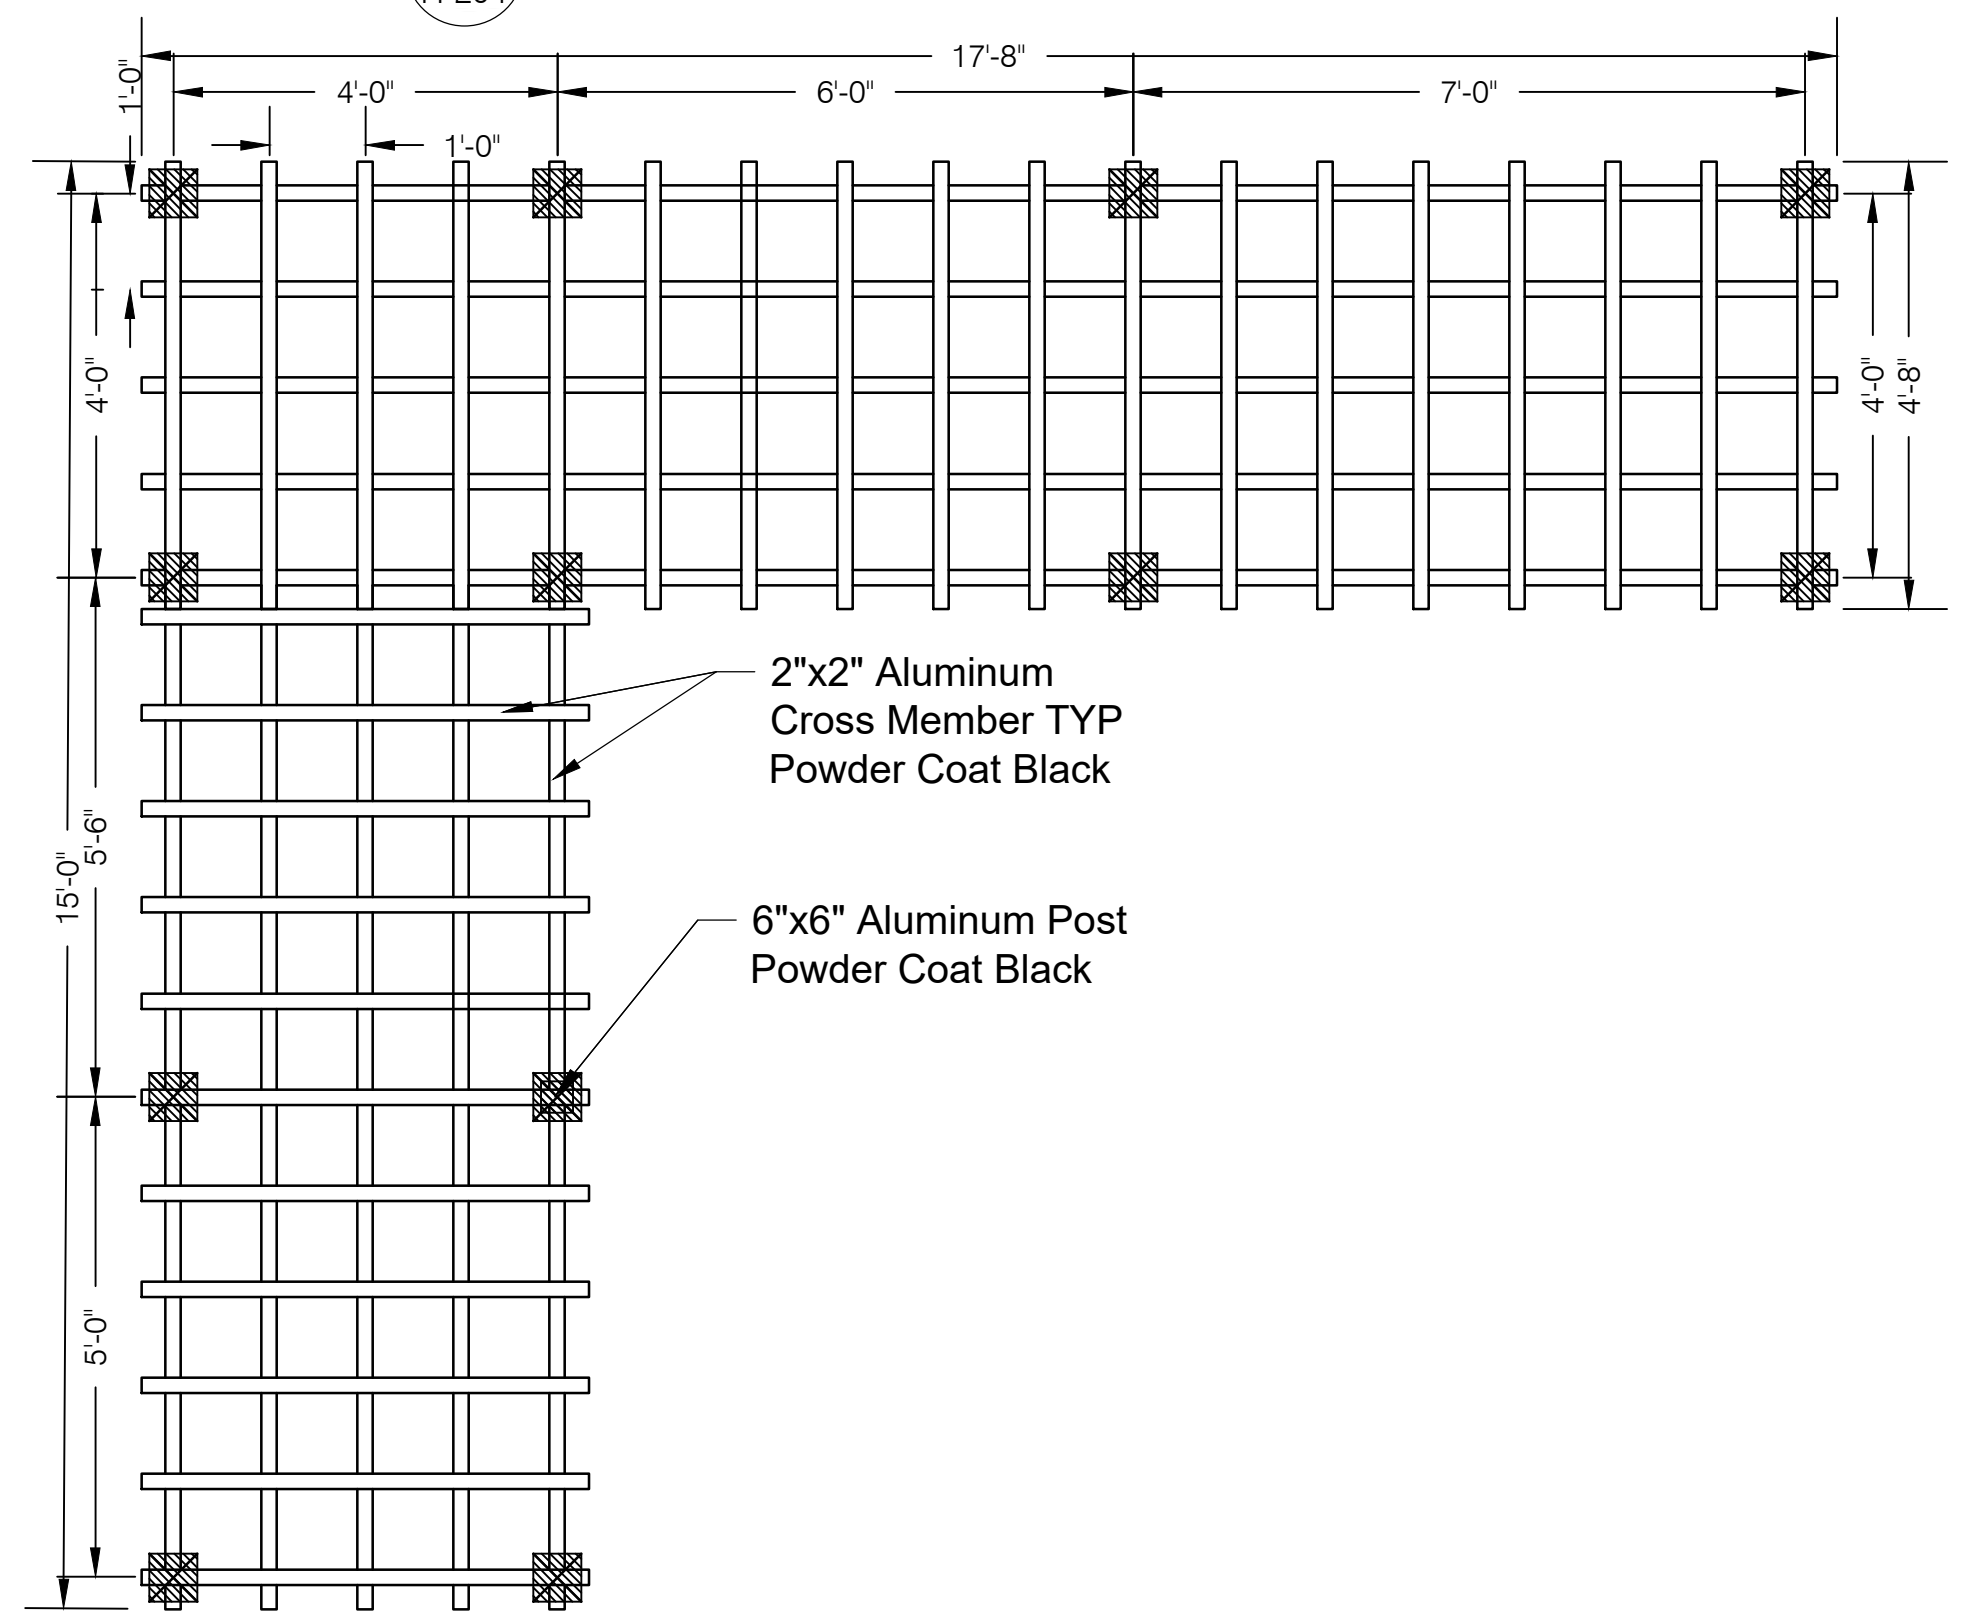 17'-8"
1'-0"
4'-0"
6'-0"
7'-0"
1'-0"
4'-0"
4'-0"
4'-8"
2"x2" Aluminum
Cross Member TYP
Powder Coat Black
5'-6"
15'-0"
6"x6" Aluminum Post
Powder Coat Black
5'-0"